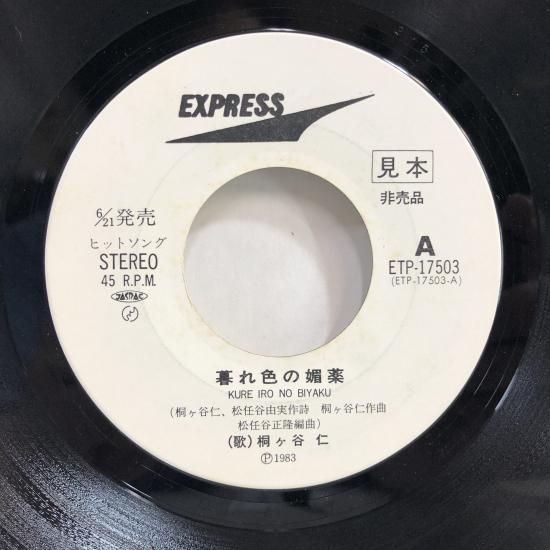 EXPRESS
見本
非売品
6/21発売
ヒットソング
STEREO
45 R.P.M.
JASRAC
A
ETP-17503
(ETP-17503-A)
暮れ色の媚薬
KURE IRO NO BIYAKU
(桐ヶ谷仁、松任谷由実作詩 桐ヶ谷仁作曲
松任谷正隆編曲)
(歌)桐ヶ谷 仁
Ⓟ1983